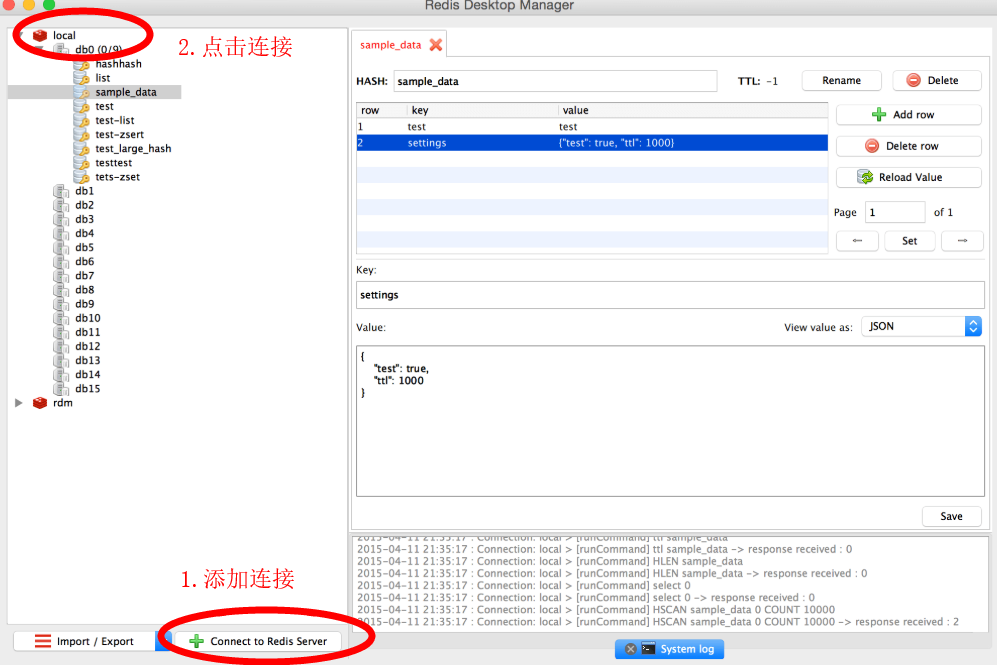 Redis Desktop Manager
local
db0 (0/9)
hashhash
list
sample_data
test
test-list
test-zsert
test_large_hash
testtest
tets-zset
db1
db2
db3
db4
db5
db6
db7
db8
db9
db10
db11
db12
db13
db14
db15
rdm
2.点击连接
1.添加连接
Import / Export
Connect to Redis Server
sample_data
HASH: sample_data TTL: -1 Rename Delete
row key value
1 test test
2 settings {"test": true, "ttl": 1000}
Add row
Delete row
Reload Value
Page 1 of 1
Set
Key:
settings
Value: View value as: JSON
{
"test": true,
"ttl": 1000
}
Save
2015-04-11 21:35:17 : Connection: local > [runCommand] ttl sample_data
2015-04-11 21:35:17 : Connection: local > [runCommand] ttl sample_data -> response received : 0
2015-04-11 21:35:17 : Connection: local > [runCommand] HLEN sample_data
2015-04-11 21:35:17 : Connection: local > [runCommand] HLEN sample_data -> response received : 0
2015-04-11 21:35:17 : Connection: local > [runCommand] select 0
2015-04-11 21:35:17 : Connection: local > [runCommand] select 0 -> response received : 0
2015-04-11 21:35:17 : Connection: local > [runCommand] HSCAN sample_data 0 COUNT 10000
2015-04-11 21:35:17 : Connection: local > [runCommand] HSCAN sample_data 0 COUNT 10000 -> response received : 2
System log